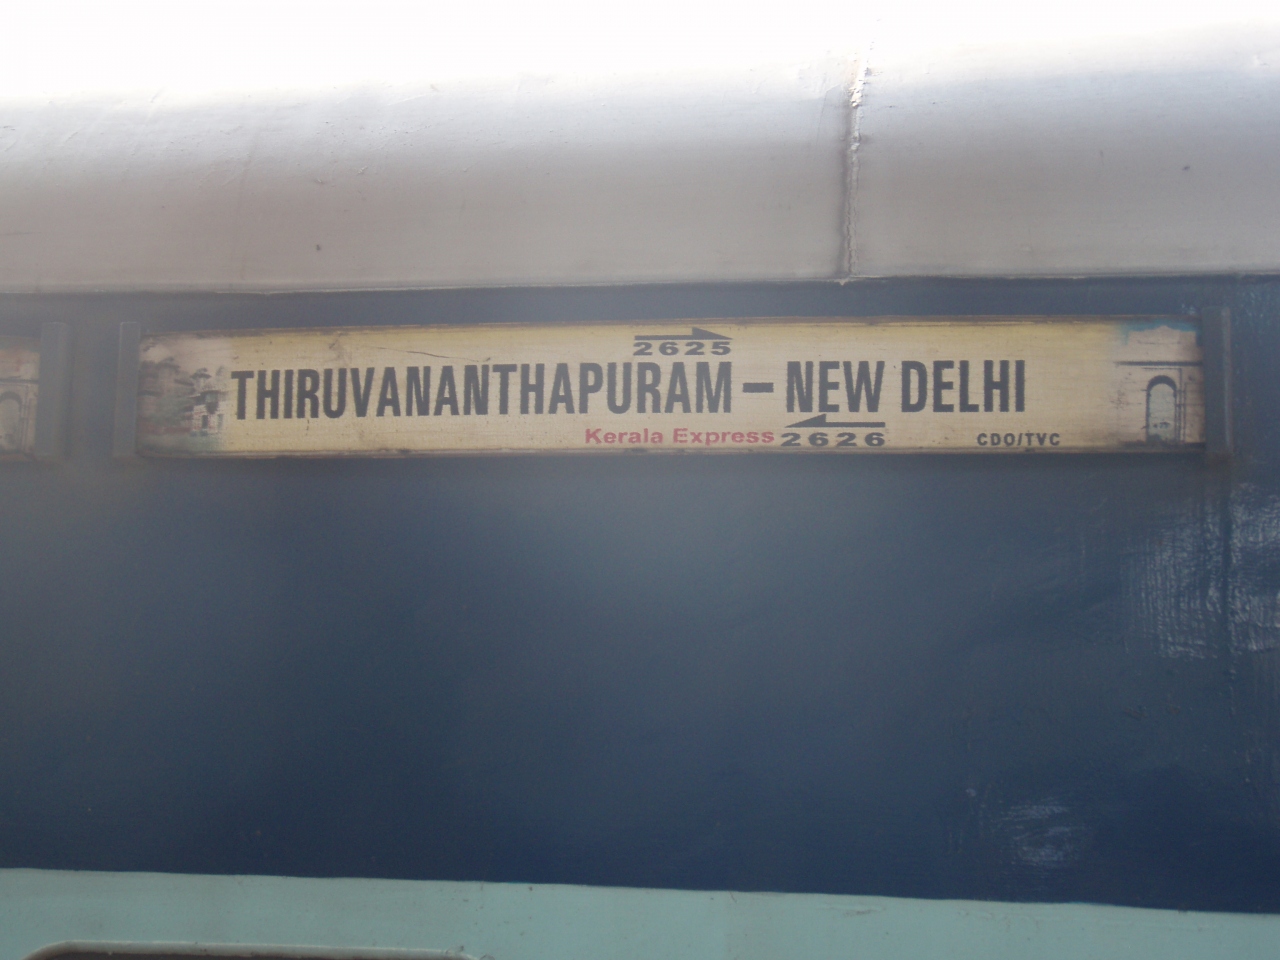 2625
THIRUVANANTHAPURAM – NEW DELHI
Kerala Express 2626 CDO/TVC